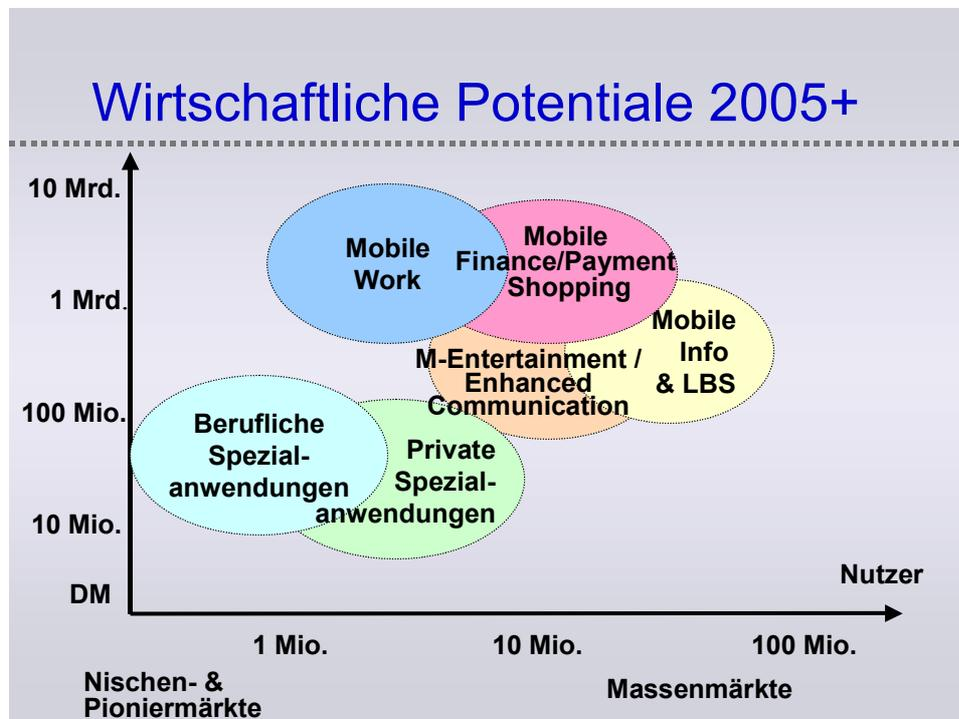 Wirtschaftliche Potentiale 2005+
10 Mrd.
1 Mrd.
100 Mio.
10 Mio.
DM
Mobile
Work
Mobile
Finance/Payment
Shopping
Mobile
Info
& LBS
M-Entertainment /
Enhanced
Communication
Berufliche
Spezial-
anwendungen
Private
Spezial-
anwendungen
Nutzer
1 Mio.
10 Mio.
100 Mio.
Nischen- &
Pioniermärkte
Massenmärkte